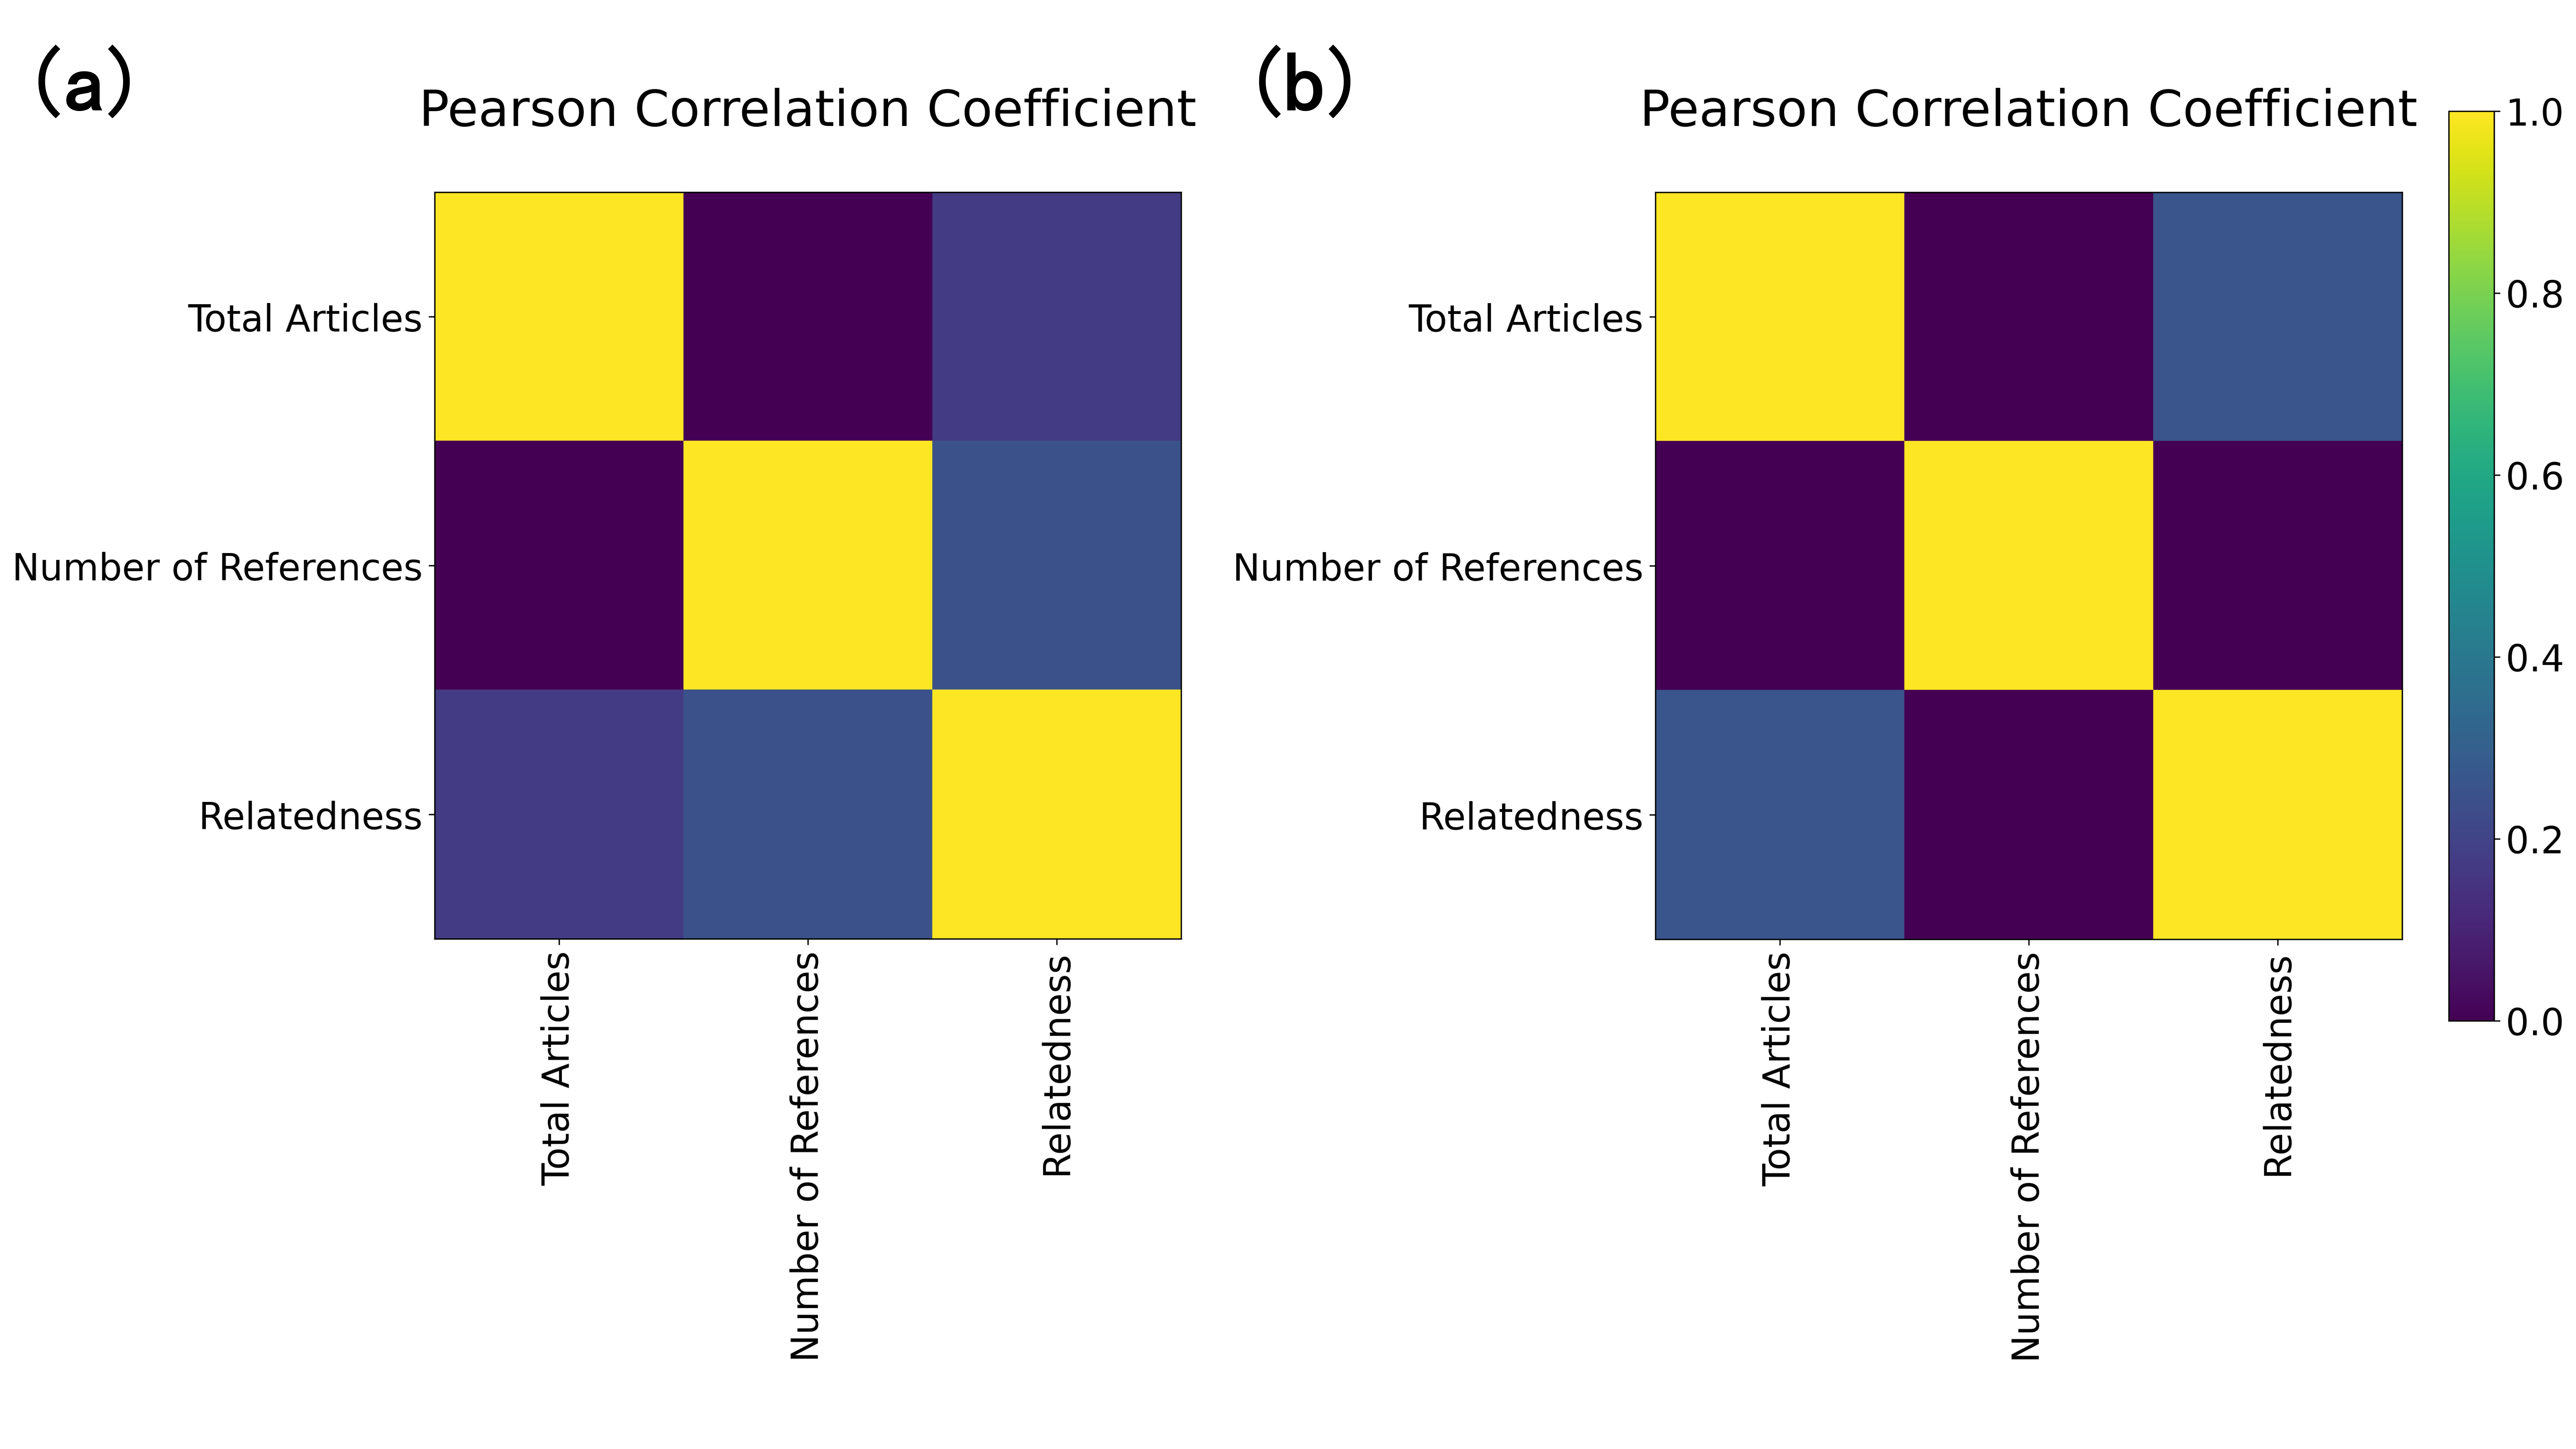 (a)
Pearson Correlation Coefficient
Total Articles
Number of References
Relatedness
Total Articles
Number of References
Relatedness
(b)
Pearson Correlation Coefficient
Total Articles
Number of References
Relatedness
Total Articles
Number of References
Relatedness
1.0
0.8
0.6
0.4
0.2
0.0